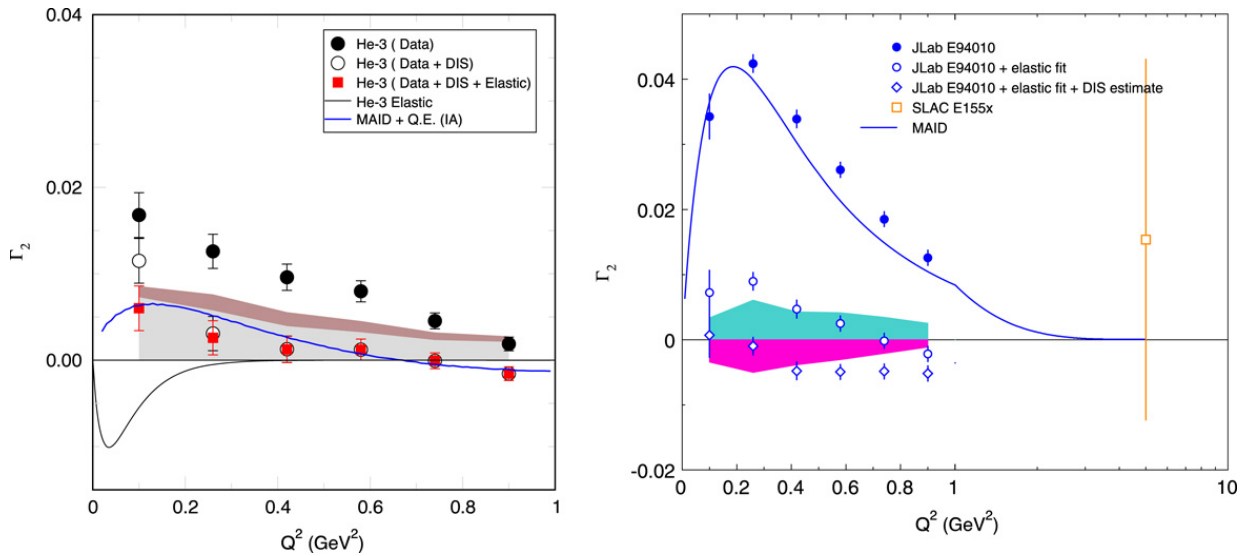 He-3 ( Data)
He-3 ( Data + DIS)
He-3 ( Data + DIS + Elastic)
He-3 Elastic
MAID + Q.E. (IA)
0.04
0.02
0.00
Γ2
0 0.2 0.4 0.6 0.8 1
Q² (GeV²)
JLab E94010
JLab E94010 + elastic fit
JLab E94010 + elastic fit + DIS estimate
SLAC E155x
MAID
0.04
0.02
0
-0.02
Γ2
0 0.2 0.4 0.6 0.8 1 10
Q² (GeV²)